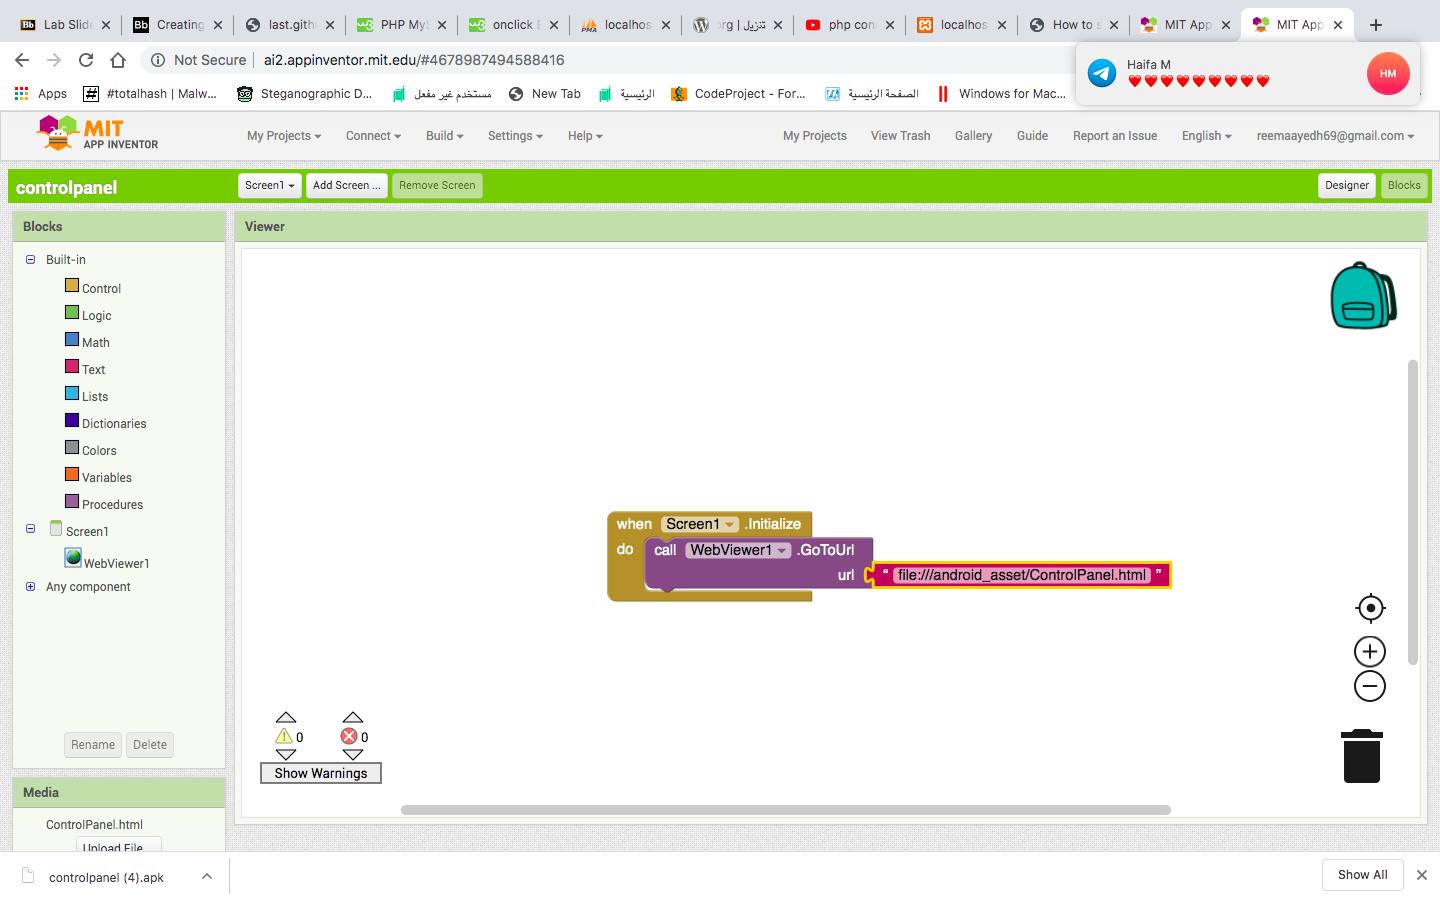 Lab Slide
Creating
last.gith
PHP MyS
onclick E
localhos
تنزيل | org
php con
localhos
How to s
MIT App
MIT App
Not Secure | ai2.appinventor.mit.edu/#4678987494588416
Haifa M
❤️❤️❤️❤️❤️❤️❤️❤️❤️
HM
Apps
#totalhash | Malw...
Steganographic D...
مستخدم غير مفعل
New Tab
الرئيسية
CodeProject - For...
الصفحة الرئيسية
Windows for Mac...
MIT
APP INVENTOR
My Projects
Connect
Build
Settings
Help
My Projects
View Trash
Gallery
Guide
Report an Issue
English
reemaayedh69@gmail.com
controlpanel
Screen1
Add Screen ...
Remove Screen
Designer
Blocks
Blocks
Viewer
Built-in
Control
Logic
Math
Text
Lists
Dictionaries
Colors
Variables
Procedures
Screen1
WebViewer1
Any component
Rename
Delete
when Screen1 .Initialize
do call WebViewer1 .GoToUrl
url “ file:///android_asset/ControlPanel.html ”
0
0
Show Warnings
Media
ControlPanel.html
Upload File ...
controlpanel (4).apk
Show All